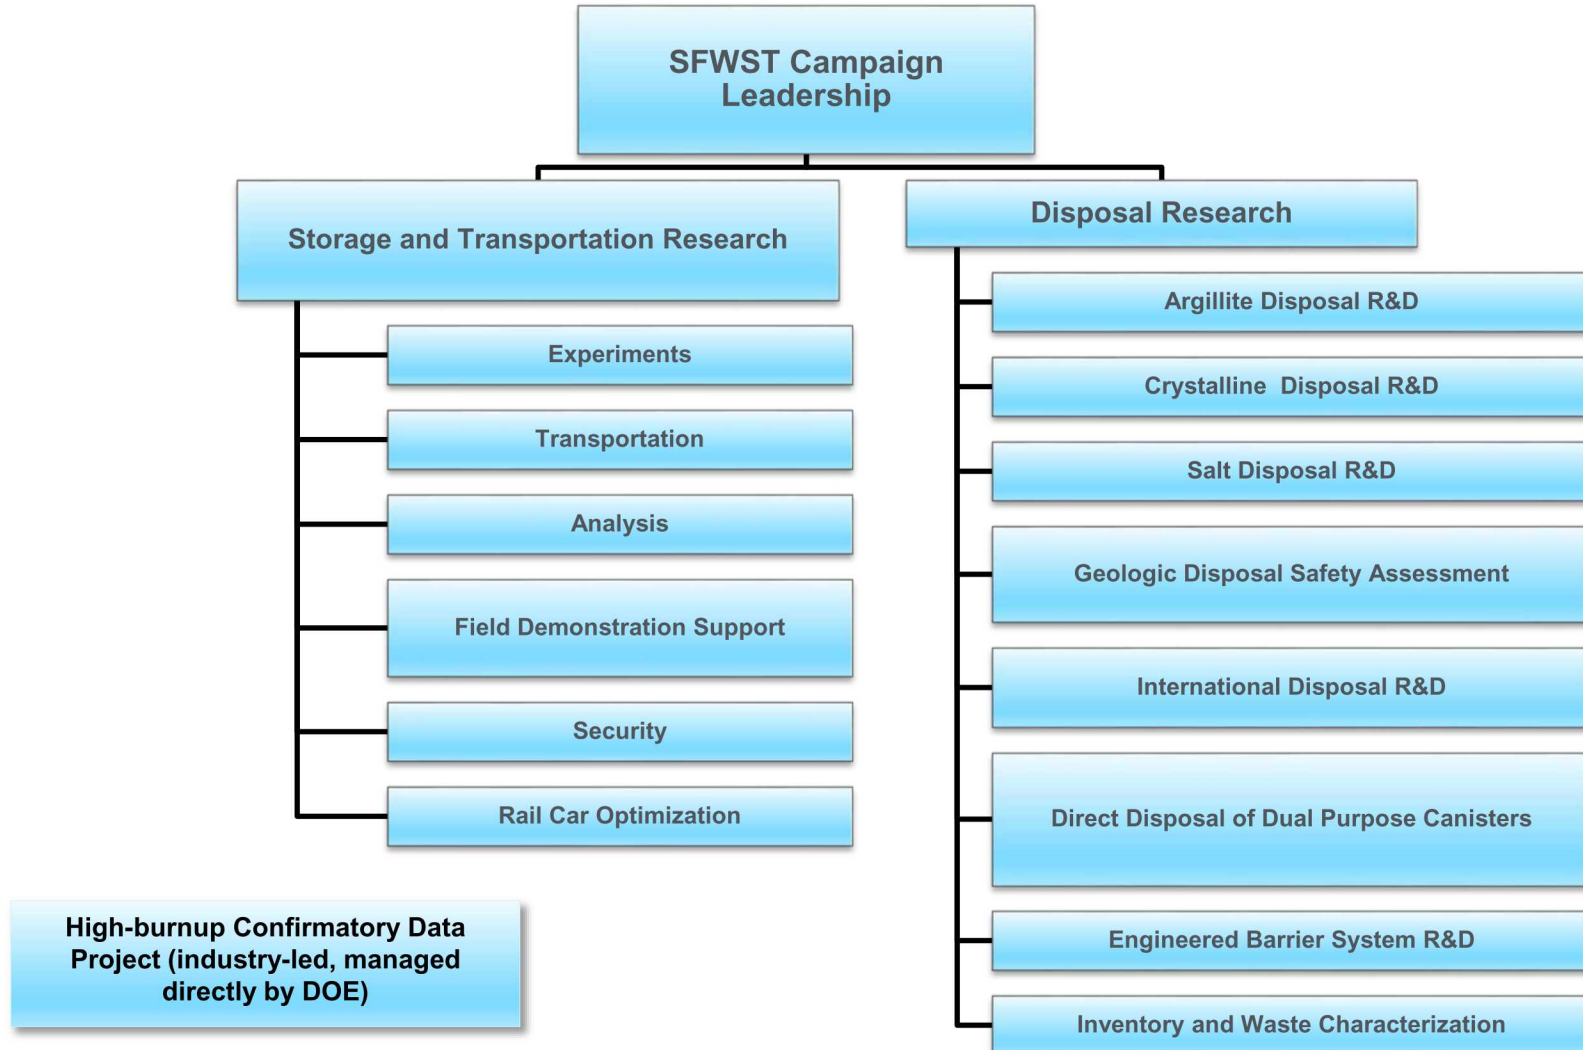 SFWST Campaign
Leadership
Storage and Transportation Research
Experiments
Transportation
Analysis
Field Demonstration Support
Security
Rail Car Optimization
Disposal Research
Argillite Disposal R&D
Crystalline  Disposal R&D
Salt Disposal R&D
Geologic Disposal Safety Assessment
International Disposal R&D
Direct Disposal of Dual Purpose Canisters
Engineered Barrier System R&D
Inventory and Waste Characterization
High-burnup Confirmatory Data
Project (industry-led, managed
directly by DOE)